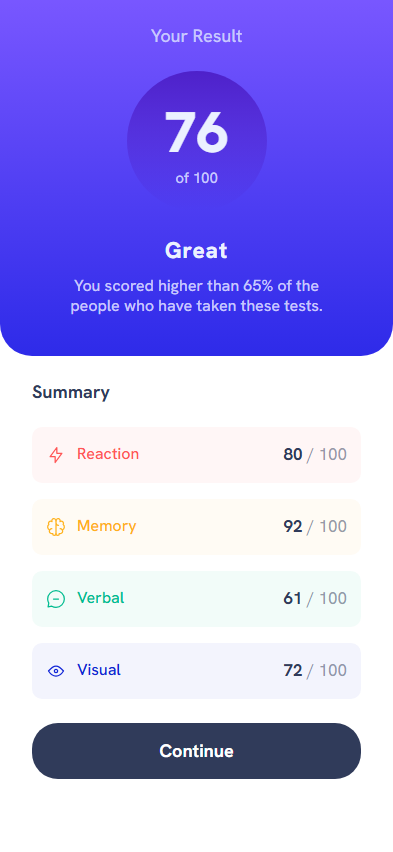 Your Result
76
of 100
Great
You scored higher than 65% of the
people who have taken these tests.
Summary
Reaction 80 / 100
Memory 92 / 100
Verbal 61 / 100
Visual 72 / 100
Continue